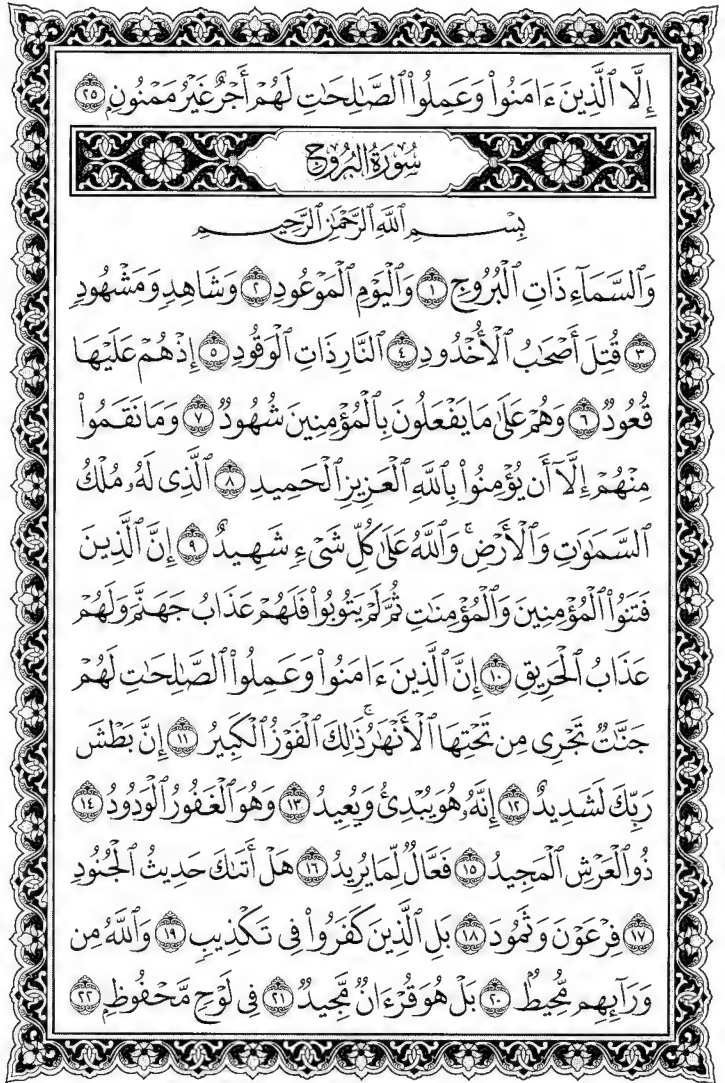 إِلَّا ٱلَّذِينَ ءَامَنُوا۟ وَعَمِلُوا۟ ٱلصَّٰلِحَٰتِ لَهُمْ أَجْرٌ غَيْرُ مَمْنُونٍۭ ٢٥
سُورَةُ البُرُوجِ
بِسْمِ ٱللَّهِ ٱلرَّحْمَٰنِ ٱلرَّحِيمِ
وَٱلسَّمَآءِ ذَاتِ ٱلْبُرُوجِ ١ وَٱلْيَوْمِ ٱلْمَوْعُودِ ٢ وَشَاهِدٍ وَمَشْهُودٍ
٣ قُتِلَ أَصْحَٰبُ ٱلْأُخْدُودِ ٤ ٱلنَّارِ ذَاتِ ٱلْوَقُودِ ٥ إِذْ هُمْ عَلَيْهَا
قُعُودٌ ٦ وَهُمْ عَلَىٰ مَا يَفْعَلُونَ بِٱلْمُؤْمِنِينَ شُهُودٌ ٧ وَمَا نَقَمُوا۟
مِنْهُمْ إِلَّآ أَن يُؤْمِنُوا۟ بِٱللَّهِ ٱلْعَزِيزِ ٱلْحَمِيدِ ٨ ٱلَّذِى لَهُۥ مُلْكُ
ٱلسَّمَٰوَٰتِ وَٱلْأَرْضِ ۚ وَٱللَّهُ عَلَىٰ كُلِّ شَىْءٍ شَهِيدٌ ٩ إِنَّ ٱلَّذِينَ
فَتَنُوا۟ ٱلْمُؤْمِنِينَ وَٱلْمُؤْمِنَٰتِ ثُمَّ لَمْ يَتُوبُوا۟ فَلَهُمْ عَذَابُ جَهَنَّمَ وَلَهُمْ
عَذَابُ ٱلْحَرِيقِ ١٠ إِنَّ ٱلَّذِينَ ءَامَنُوا۟ وَعَمِلُوا۟ ٱلصَّٰلِحَٰتِ لَهُمْ
جَنَّٰتٌ تَجْرِى مِن تَحْتِهَا ٱلْأَنْهَٰرُ ۚ ذَٰلِكَ ٱلْفَوْزُ ٱلْكَبِيرُ ١١ إِنَّ بَطْشَ
رَبِّكَ لَشَدِيدٌ ١٢ إِنَّهُۥ هُوَ يُبْدِئُ وَيُعِيدُ ١٣ وَهُوَ ٱلْغَفُورُ ٱلْوَدُودُ ١٤
ذُو ٱلْعَرْشِ ٱلْمَجِيدُ ١٥ فَعَّالٌ لِّمَا يُرِيدُ ١٦ هَلْ أَتَىٰكَ حَدِيثُ ٱلْجُنُودِ
١٧ فِرْعَوْنَ وَثَمُودَ ١٨ بَلِ ٱلَّذِينَ كَفَرُوا۟ فِى تَكْذِيبٍ ١٩ وَٱللَّهُ مِن
وَرَآئِهِم مُّحِيطٌۢ ٢٠ بَلْ هُوَ قُرْءَانٌ مَّجِيدٌ ٢١ فِى لَوْحٍ مَّحْفُوظٍۭ ٢٢